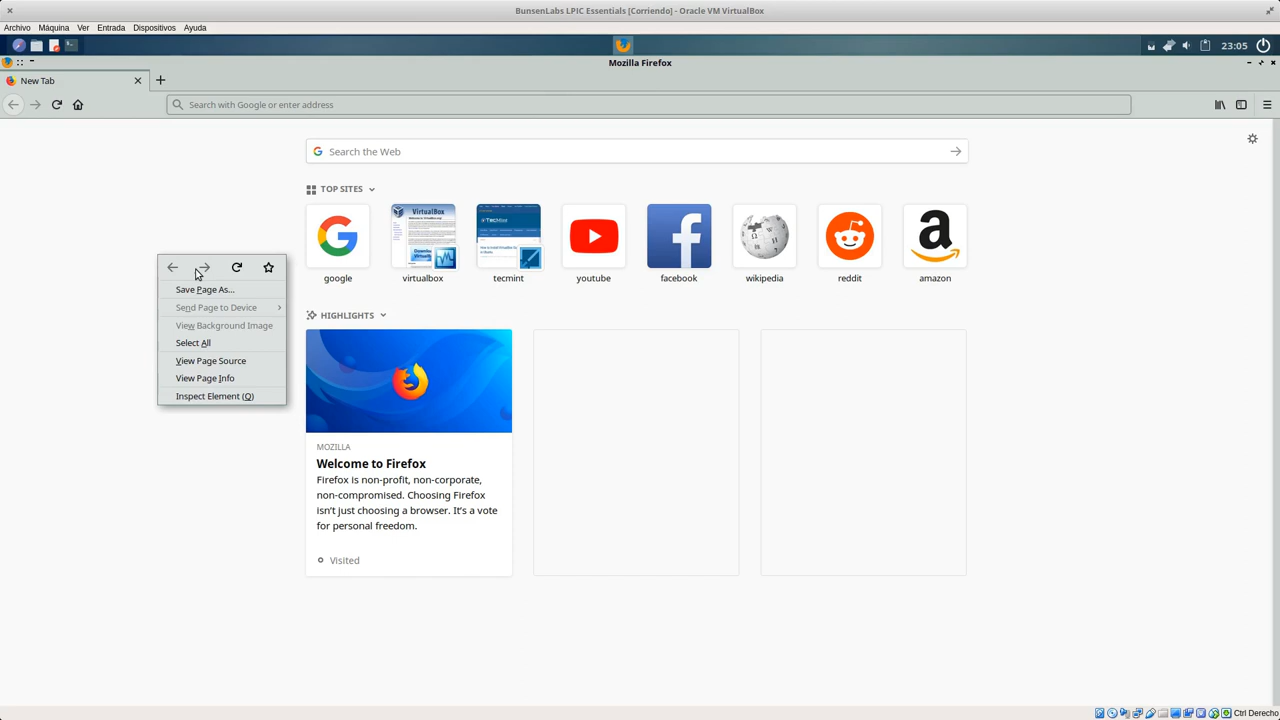 BunsenLabs LPIC Essentials [Corriendo] - Oracle VM VirtualBox
Archivo Máquina Ver Entrada Dispositivos Ayuda
23:05
Mozilla Firefox
New Tab
Search with Google or enter address
Search the Web
TOP SITES
VirtualBox
google virtualbox tecmint youtube facebook wikipedia reddit amazon
Save Page As...
Send Page to Device
View Background Image
Select All
View Page Source
View Page Info
Inspect Element (Q)
HIGHLIGHTS
MOZILLA
Welcome to Firefox
Firefox is non-profit, non-corporate,
non-compromised. Choosing Firefox
isn't just choosing a browser. It's a vote
for personal freedom.
Visited
Ctrl Derecho